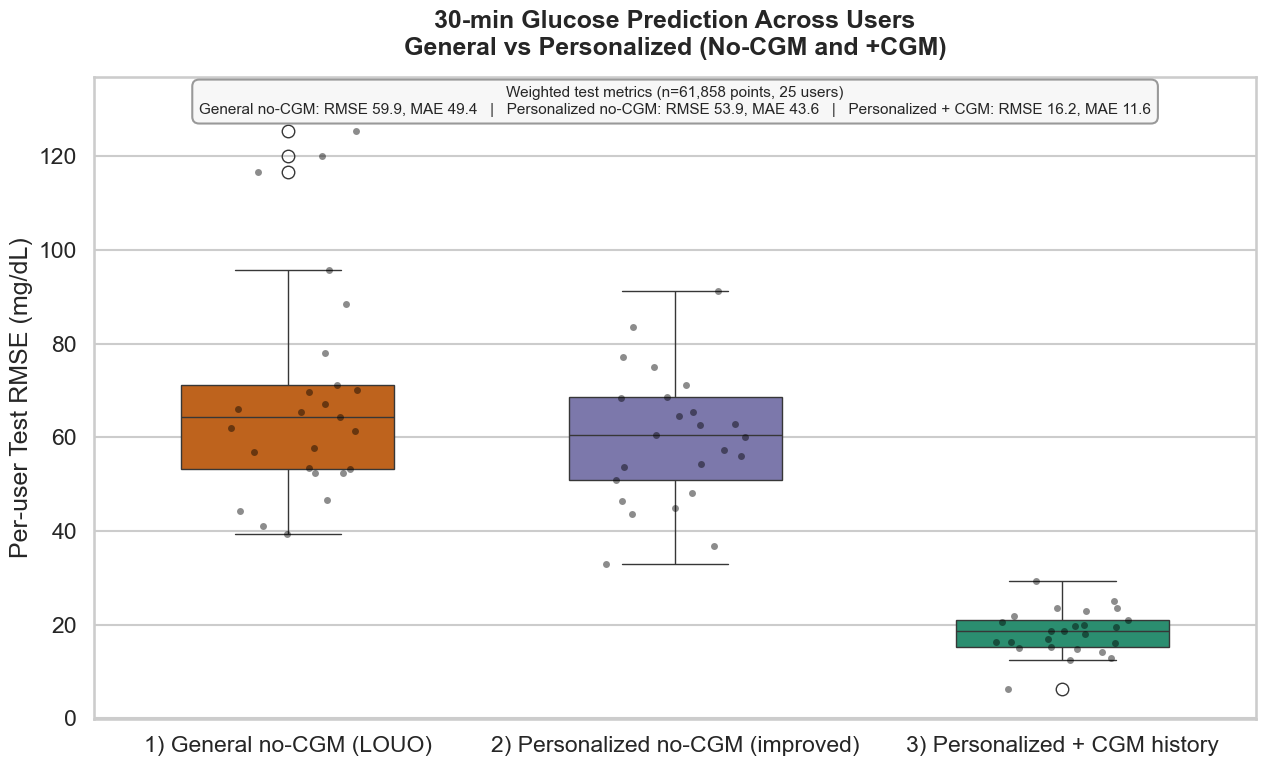 30-min Glucose Prediction Across Users
General vs Personalized (No-CGM and +CGM)
Weighted test metrics (n=61,858 points, 25 users)
General no-CGM: RMSE 59.9, MAE 49.4 | Personalized no-CGM: RMSE 53.9, MAE 43.6 | Personalized + CGM: RMSE 16.2, MAE 11.6
Per-user Test RMSE (mg/dL)
120
100
80
60
40
20
0
1) General no-CGM (LOUO)
2) Personalized no-CGM (improved)
3) Personalized + CGM history